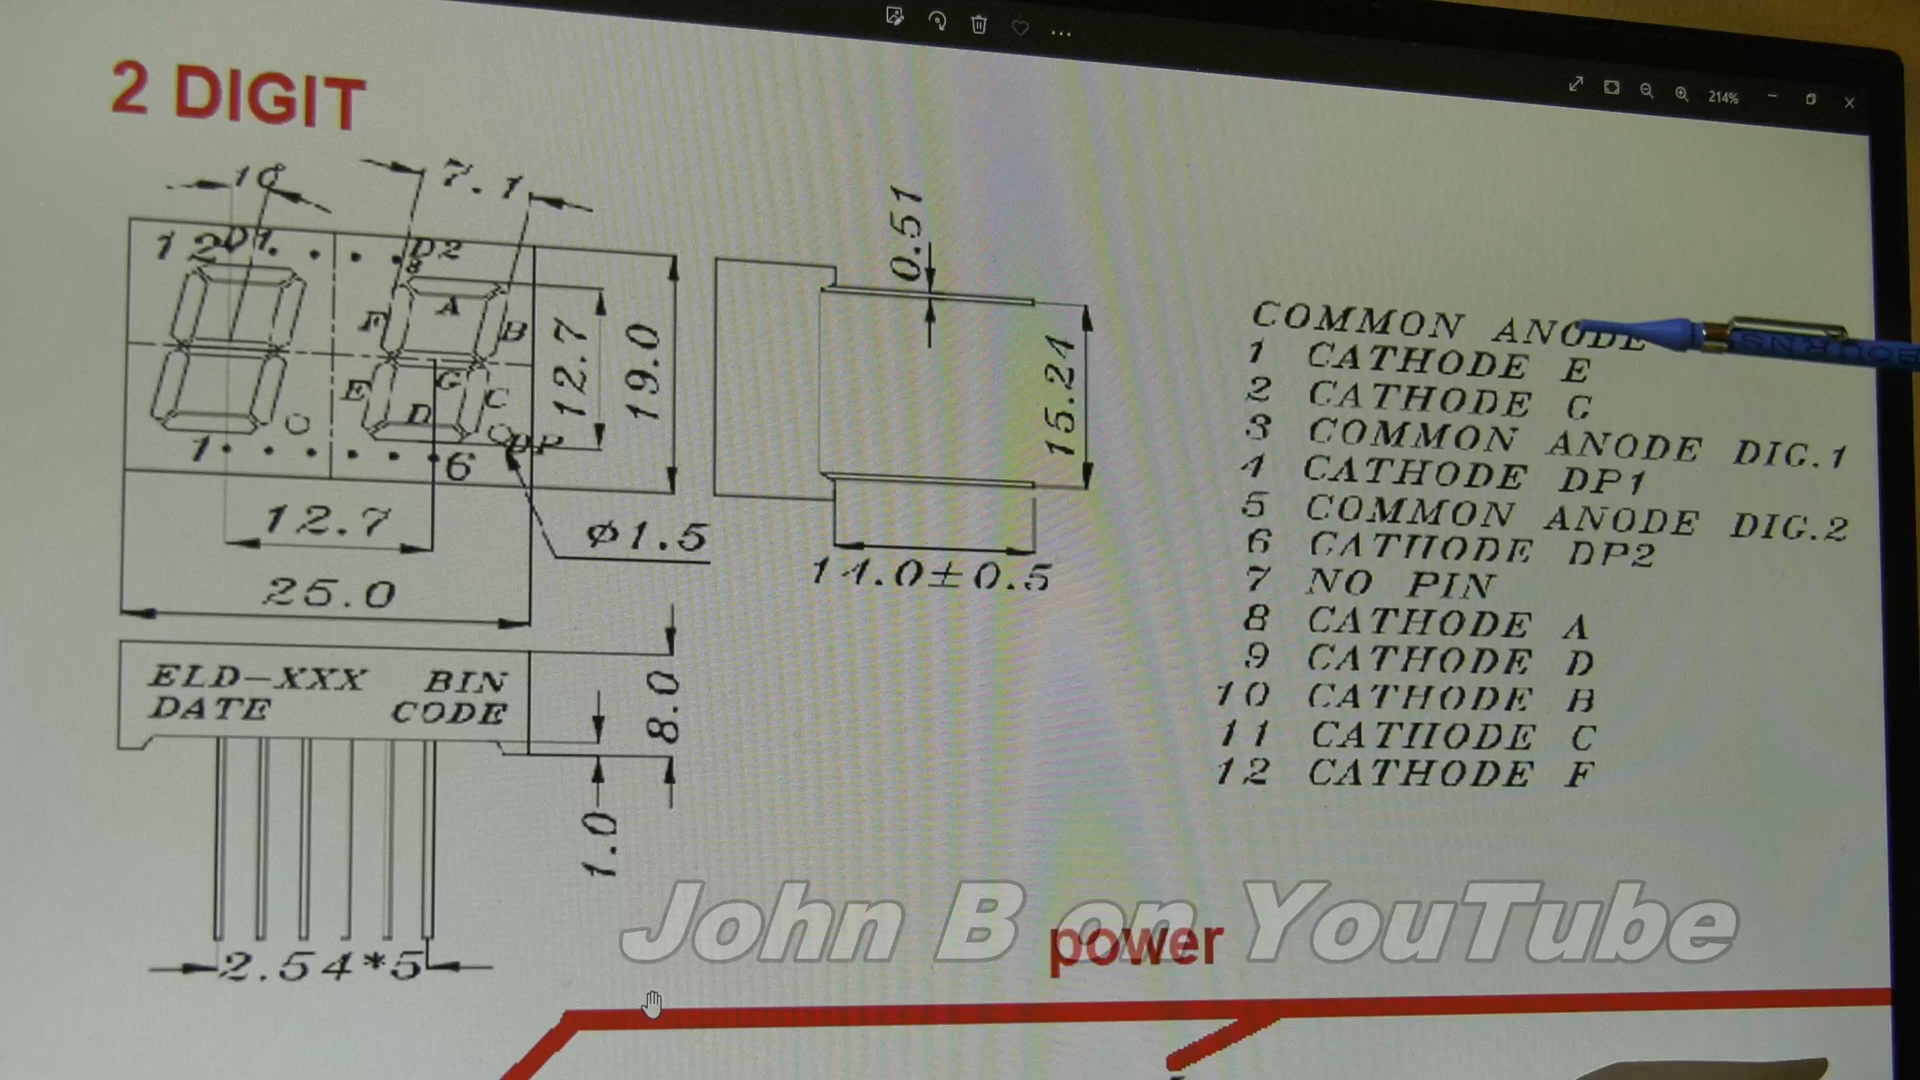 214%
2 DIGIT
7.1
12 D1 D2
A
F B
G
E C
D
DP
1 6
12.7
19.0
12.7
25.0
ø1.5
0.51
15.24
14.0±0.5
COMMON ANODE
1 CATHODE E
2 CATHODE G
3 COMMON ANODE DIG.1
4 CATHODE DP1
5 COMMON ANODE DIG.2
6 CATHODE DP2
7 NO PIN
8 CATHODE A
9 CATHODE D
10 CATHODE B
11 CATHODE C
12 CATHODE F
BOURNS
ELD-XXX BIN
DATE CODE
8.0
1.0
2.54*5
John B on YouTube
power